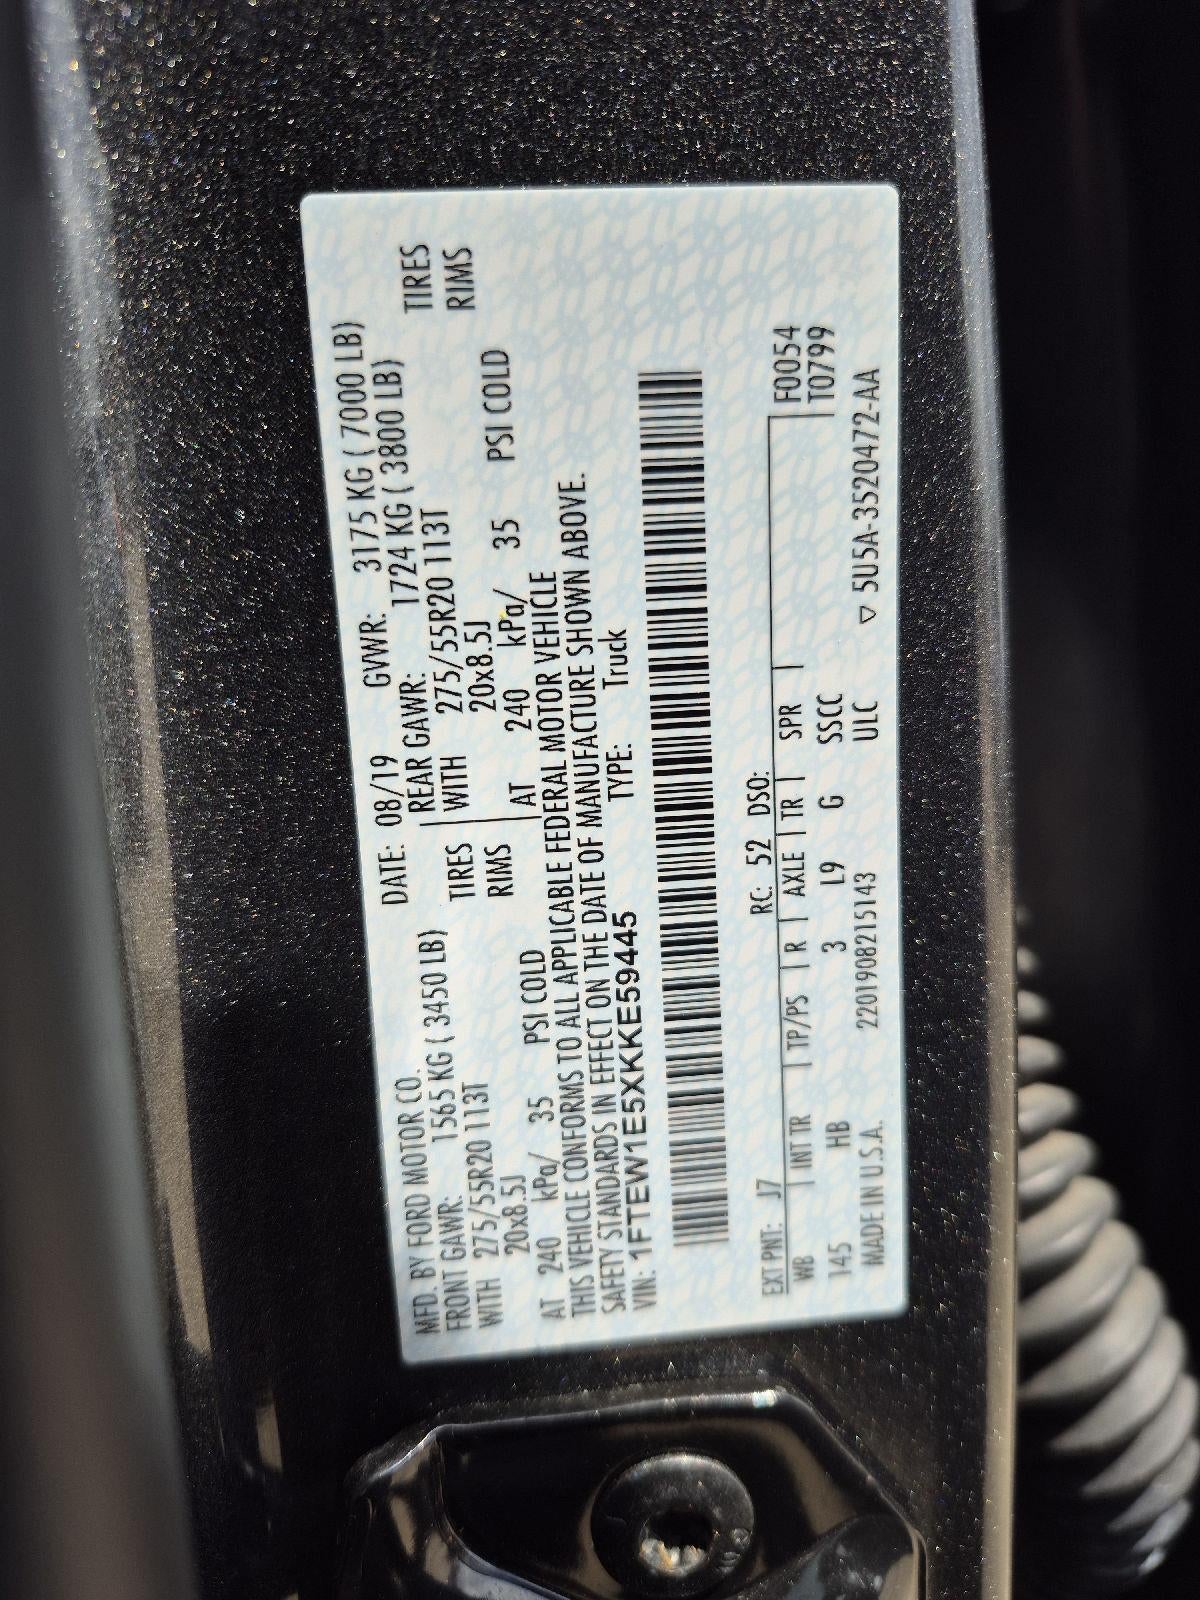 MFD. BY FORD MOTOR CO. DATE: 08/19 GVWR: 3175 KG ( 7000 LB)
FRONT GAWR: 1565 KG ( 3450 LB) REAR GAWR: 1724 KG ( 3800 LB)
WITH 275/55R20 113T TIRES WITH 275/55R20 113T TIRES
20x8.5J RIMS 20x8.5J RIMS
AT 240 kPa/ 35 PSI COLD AT 240 kPa/ 35 PSI COLD
THIS VEHICLE CONFORMS TO ALL APPLICABLE FEDERAL MOTOR VEHICLE
SAFETY STANDARDS IN EFFECT ON THE DATE OF MANUFACTURE SHOWN ABOVE.
VIN: 1FTEW1E5XKKE59445 TYPE: Truck
EXT PNT: J7 RC: 52 DSO:
WB INT TR TP/PS R AXLE TR SPR F0054
145 HB 3 L9 G SSCC T0799
MADE IN U.S.A. 2201908215143 ULC ▽ 5U5A-3520472-AA